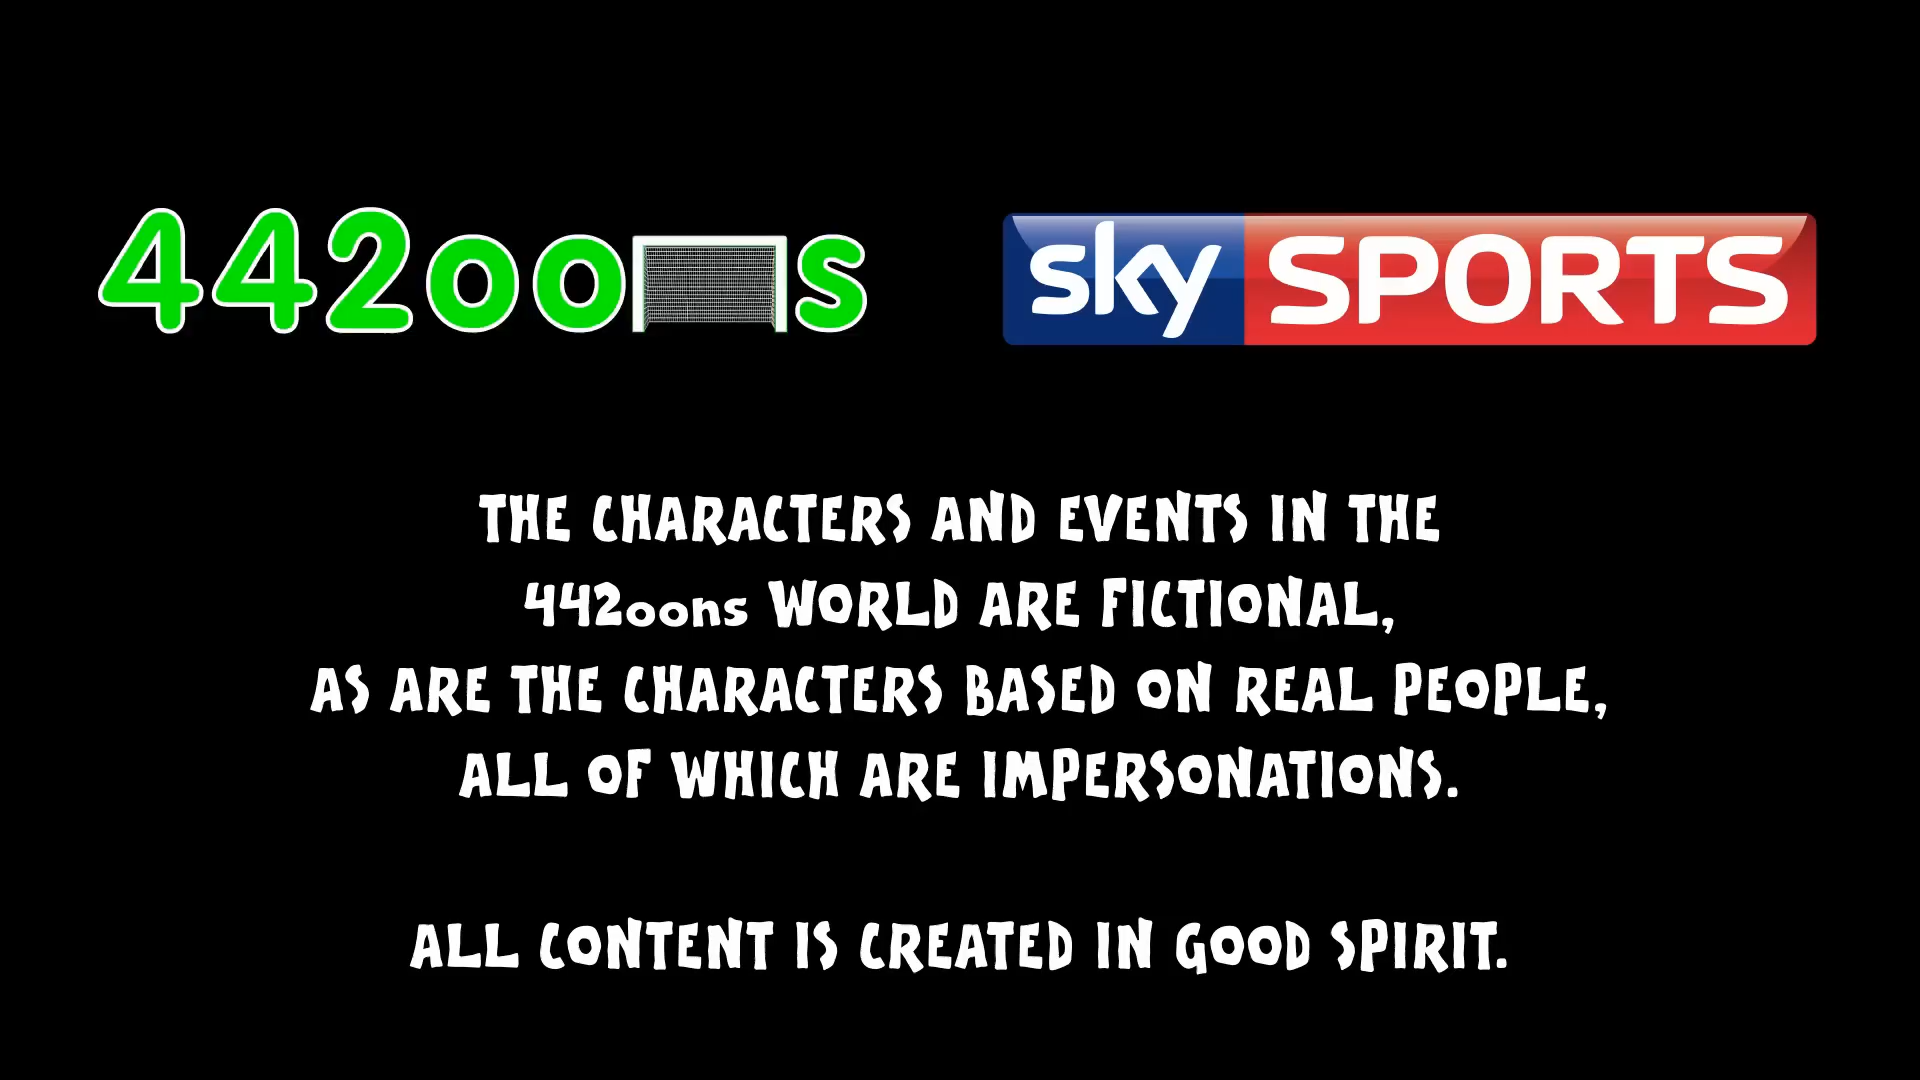 442oons
sky SPORTS
THE CHARACTERS AND EVENTS IN THE
442oons WORLD ARE FICTIONAL,
AS ARE THE CHARACTERS BASED ON REAL PEOPLE,
ALL OF WHICH ARE IMPERSONATIONS.
ALL CONTENT IS CREATED IN GOOD SPIRIT.